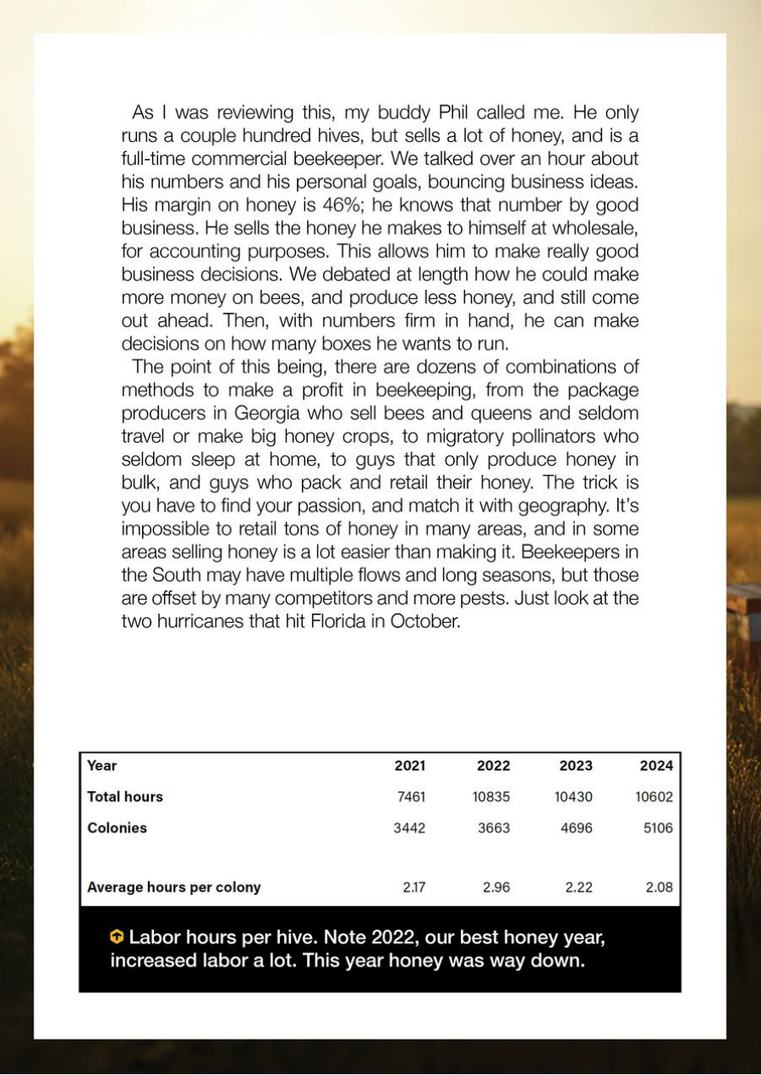 As I was reviewing this, my buddy Phil called me. He only
runs a couple hundred hives, but sells a lot of honey, and is a
full-time commercial beekeeper. We talked over an hour about
his numbers and his personal goals, bouncing business ideas.
His margin on honey is 46%; he knows that number by good
business. He sells the honey he makes to himself at wholesale,
for accounting purposes. This allows him to make really good
business decisions. We debated at length how he could make
more money on bees, and produce less honey, and still come
out ahead. Then, with numbers firm in hand, he can make
decisions on how many boxes he wants to run.
The point of this being, there are dozens of combinations of
methods to make a profit in beekeeping, from the package
producers in Georgia who sell bees and queens and seldom
travel or make big honey crops, to migratory pollinators who
seldom sleep at home, to guys that only produce honey in
bulk, and guys who pack and retail their honey. The trick is
you have to find your passion, and match it with geography. It’s
impossible to retail tons of honey in many areas, and in some
areas selling honey is a lot easier than making it. Beekeepers in
the South may have multiple flows and long seasons, but those
are offset by many competitors and more pests. Just look at the
two hurricanes that hit Florida in October.
Year 2021 2022 2023 2024
Total hours 7461 10835 10430 10602
Colonies 3442 3663 4696 5106
Average hours per colony 2.17 2.96 2.22 2.08
Labor hours per hive. Note 2022, our best honey year,
increased labor a lot. This year honey was way down.